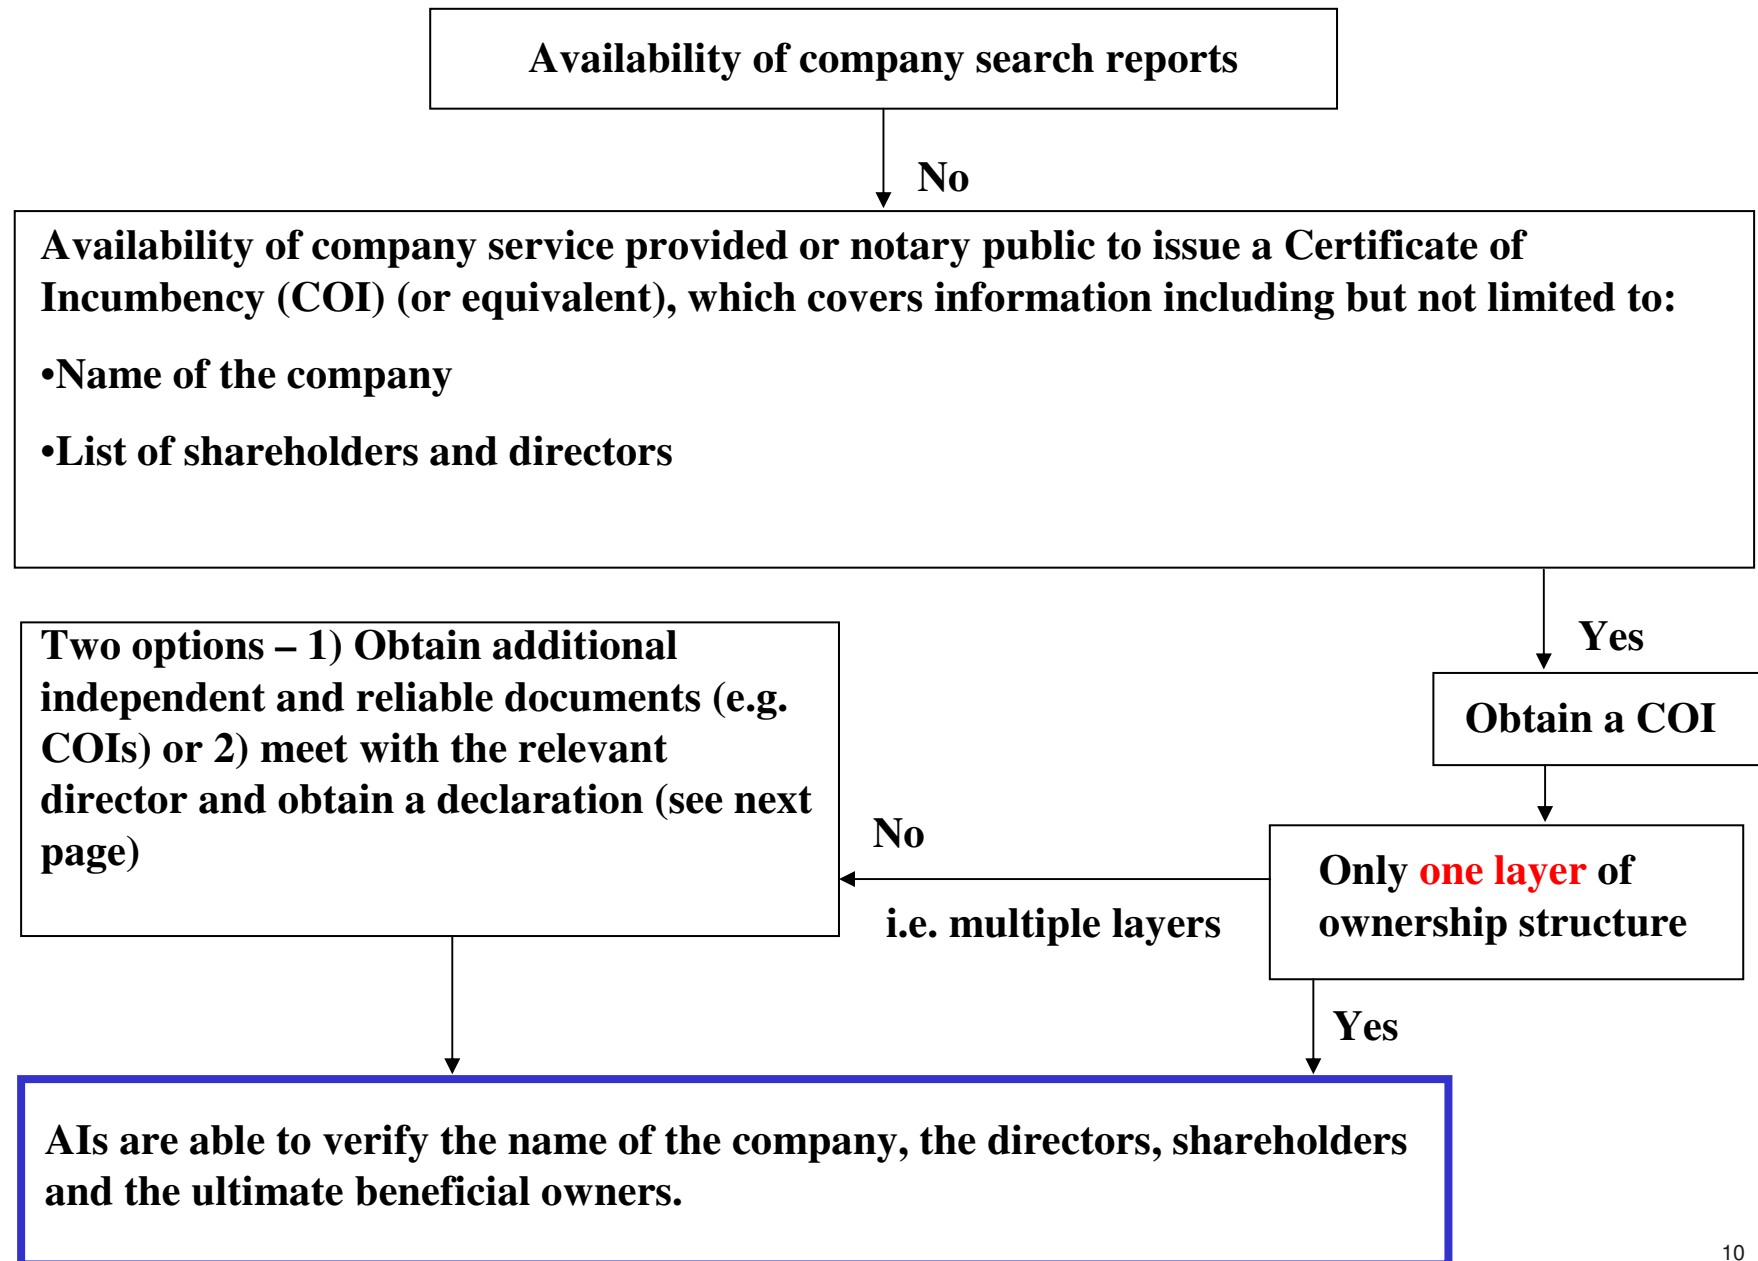 Availability of company search reports
No
Availability of company service provided or notary public to issue a Certificate of
Incumbency (COI) (or equivalent), which covers information including but not limited to:
•Name of the company
•List of shareholders and directors
Yes
Obtain a COI
Only one layer of
ownership structure
No
i.e. multiple layers
Two options – 1) Obtain additional
independent and reliable documents (e.g.
COIs) or 2) meet with the relevant
director and obtain a declaration (see next
page)
Yes
AIs are able to verify the name of the company, the directors, shareholders
and the ultimate beneficial owners.
10